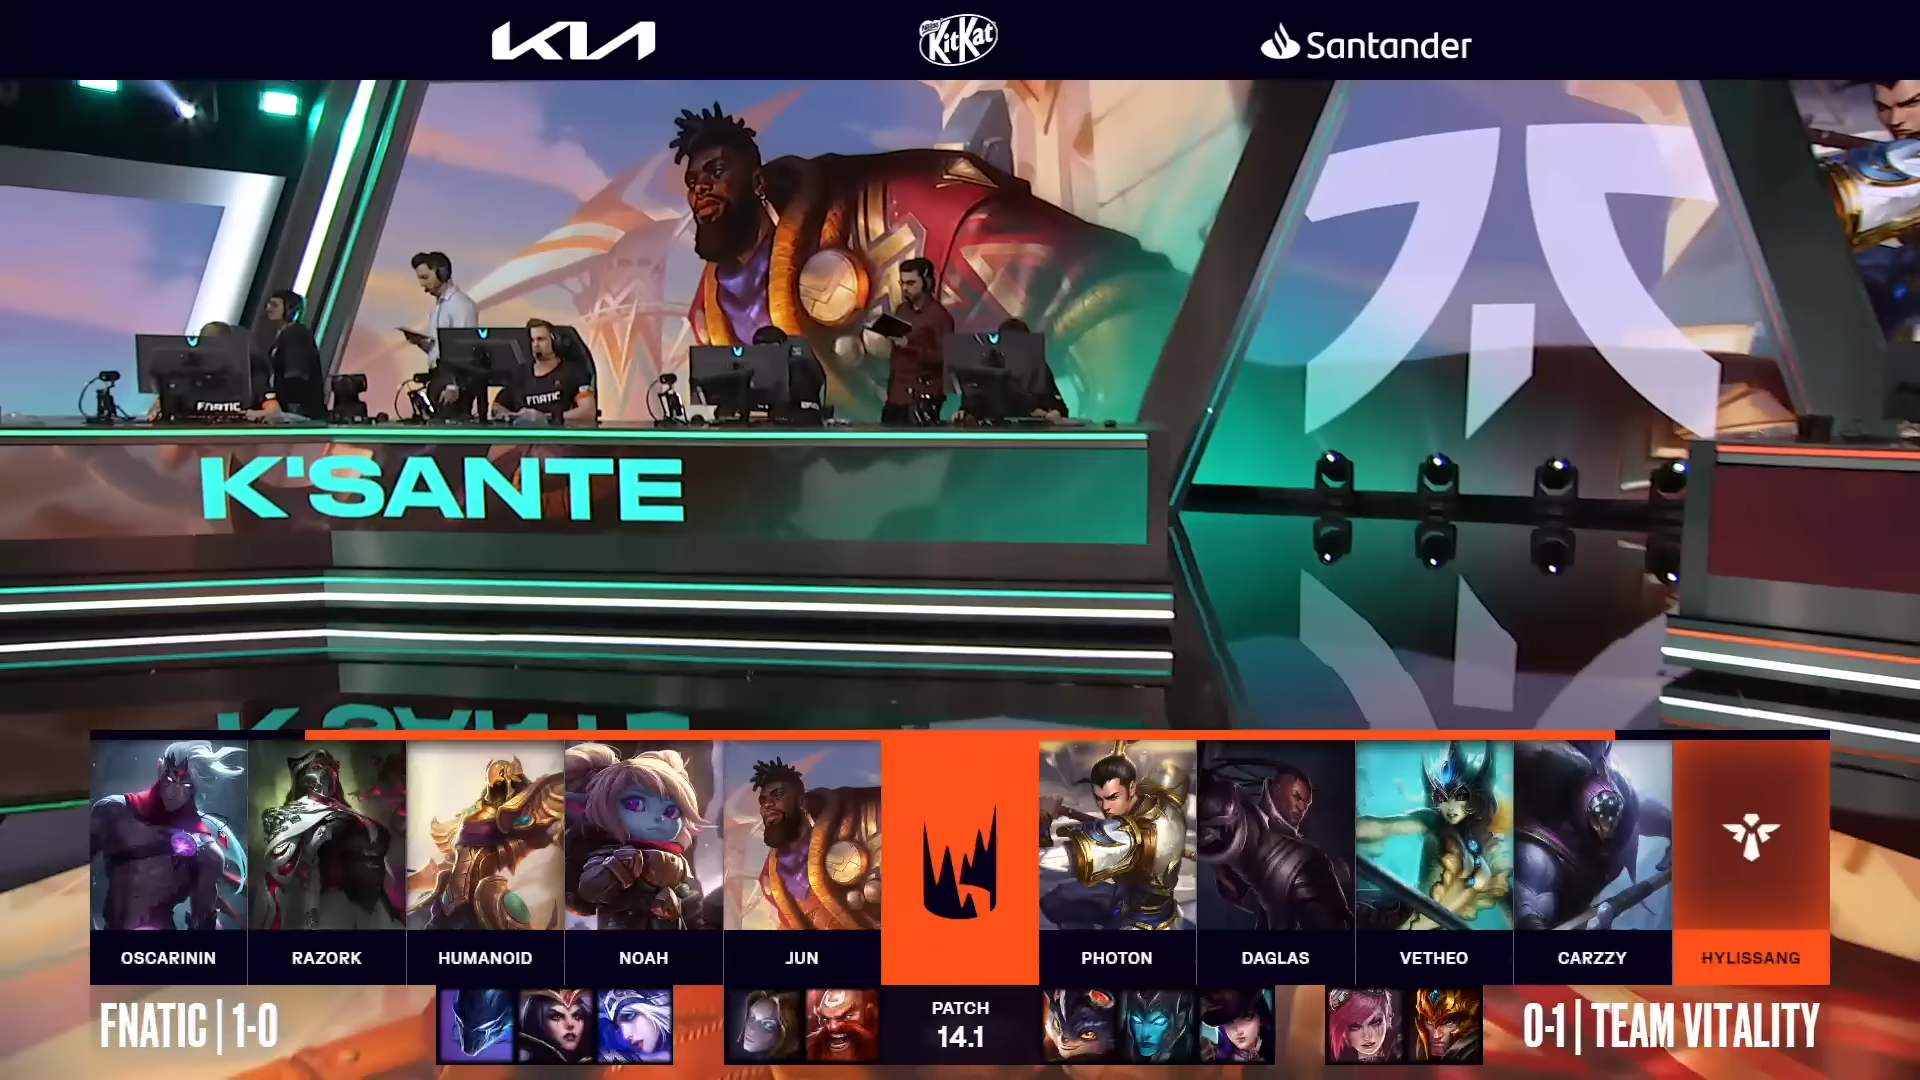 KIA
Nestlé
KitKat
Santander
FNATIC
FNATIC
K'SANTE
OSCARININ
RAZORK
HUMANOID
NOAH
JUN
PHOTON
DAGLAS
VETHEO
CARZZY
HYLISSANG
FNATIC | 1-0
PATCH
14.1
0-1 | TEAM VITALITY